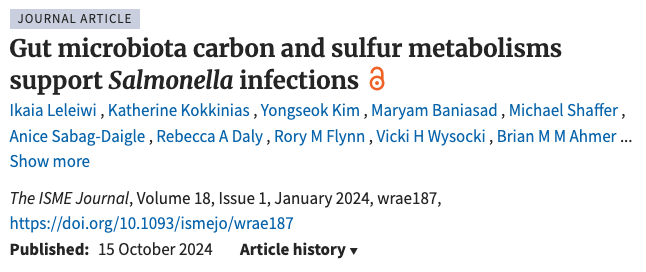 JOURNAL ARTICLE
Gut microbiota carbon and sulfur metabolisms
support Salmonella infections
Ikaia Leleiwi , Katherine Kokkinias , Yongseok Kim , Maryam Baniasad , Michael Shaffer ,
Anice Sabag-Daigle , Rebecca A Daly , Rory M Flynn , Vicki H Wysocki , Brian M M Ahmer ...
Show more
The ISME Journal, Volume 18, Issue 1, January 2024, wrae187,
https://doi.org/10.1093/ismejo/wrae187
Published: 15 October 2024 Article history ▾